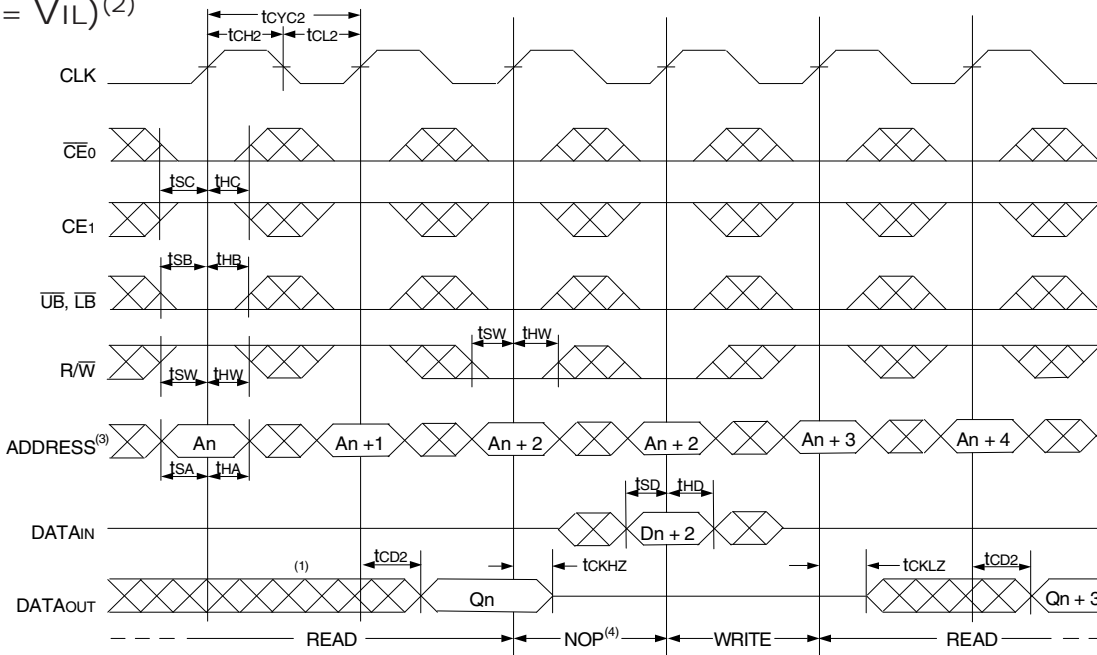 = VIL)(2)
tCYC2
tCH2 tCL2
CLK
CE0
tSC tHC
CE1
tSB tHB
UB, LB
tSW tHW
R/W
tSW tHW
ADDRESS(3) An An +1 An + 2 An + 2 An + 3 An + 4
tSA tHA
tSD tHD
DATAIN Dn + 2
(1) tCD2 tCKHZ tCKLZ tCD2
DATAOUT Qn Qn + 3
READ NOP(4) WRITE READ